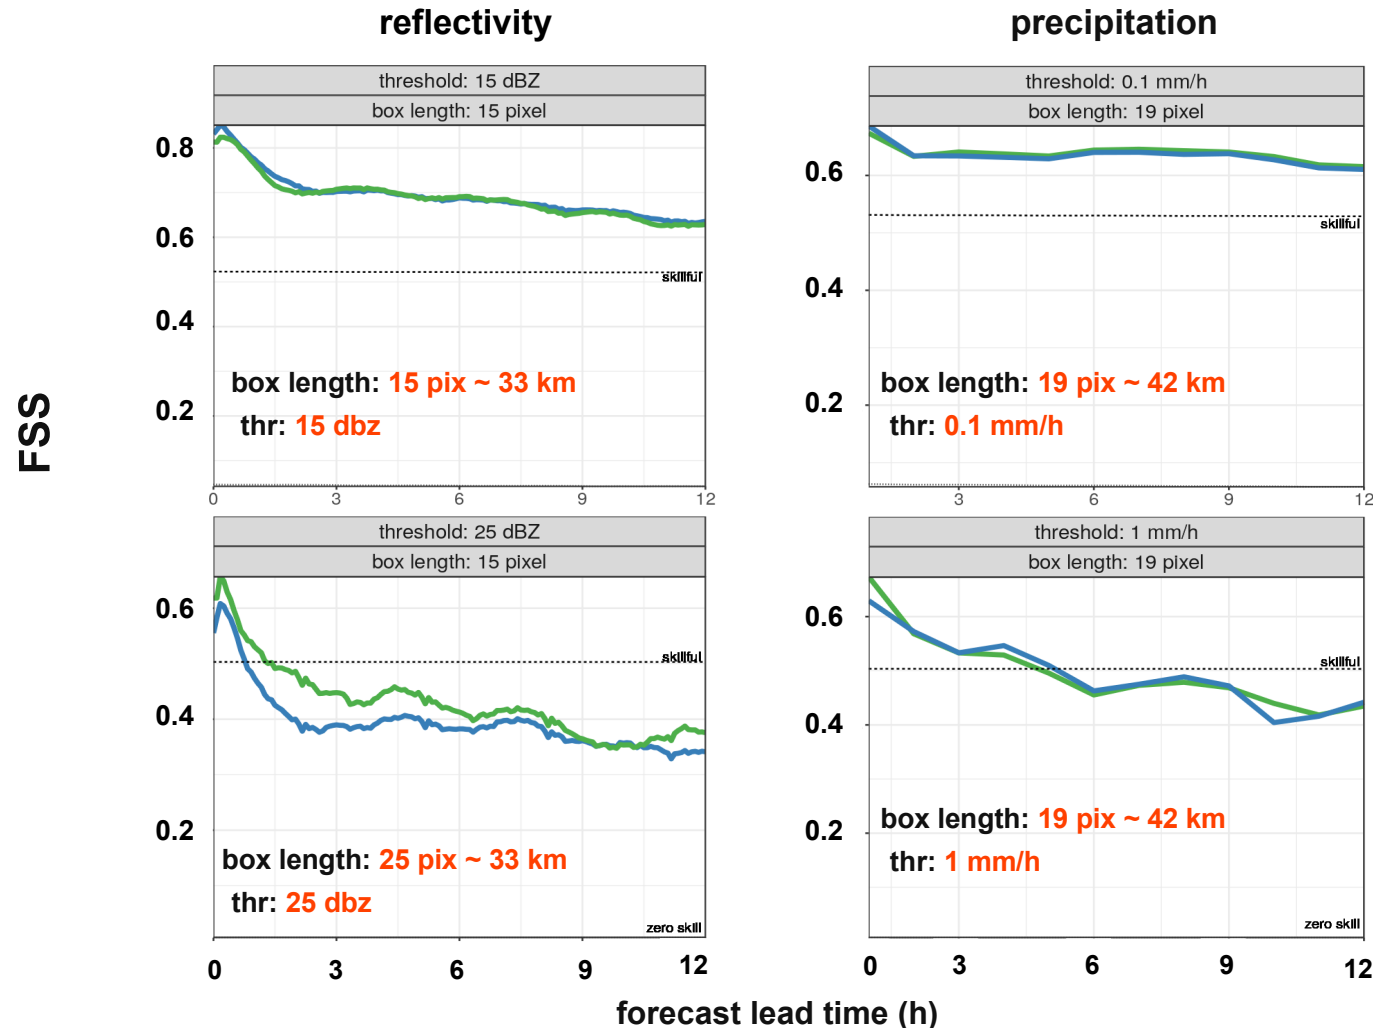 reflectivity
precipitation
FSS
threshold: 15 dBZ
box length: 15 pixel
0.8
0.6
0.4
0.2
skillful
box length: 15 pix ~ 33 km
thr: 15 dbz
0 3 6 9 12
threshold: 0.1 mm/h
box length: 19 pixel
0.6
0.4
0.2
skillful
box length: 19 pix ~ 42 km
thr: 0.1 mm/h
3 6 9 12
threshold: 25 dBZ
box length: 15 pixel
0.6
0.4
0.2
skillful
box length: 25 pix ~ 33 km
thr: 25 dbz
zero skill
0 3 6 9 12
threshold: 1 mm/h
box length: 19 pixel
0.6
0.4
0.2
skillful
box length: 19 pix ~ 42 km
thr: 1 mm/h
zero skill
0 3 6 9 12
forecast lead time (h)